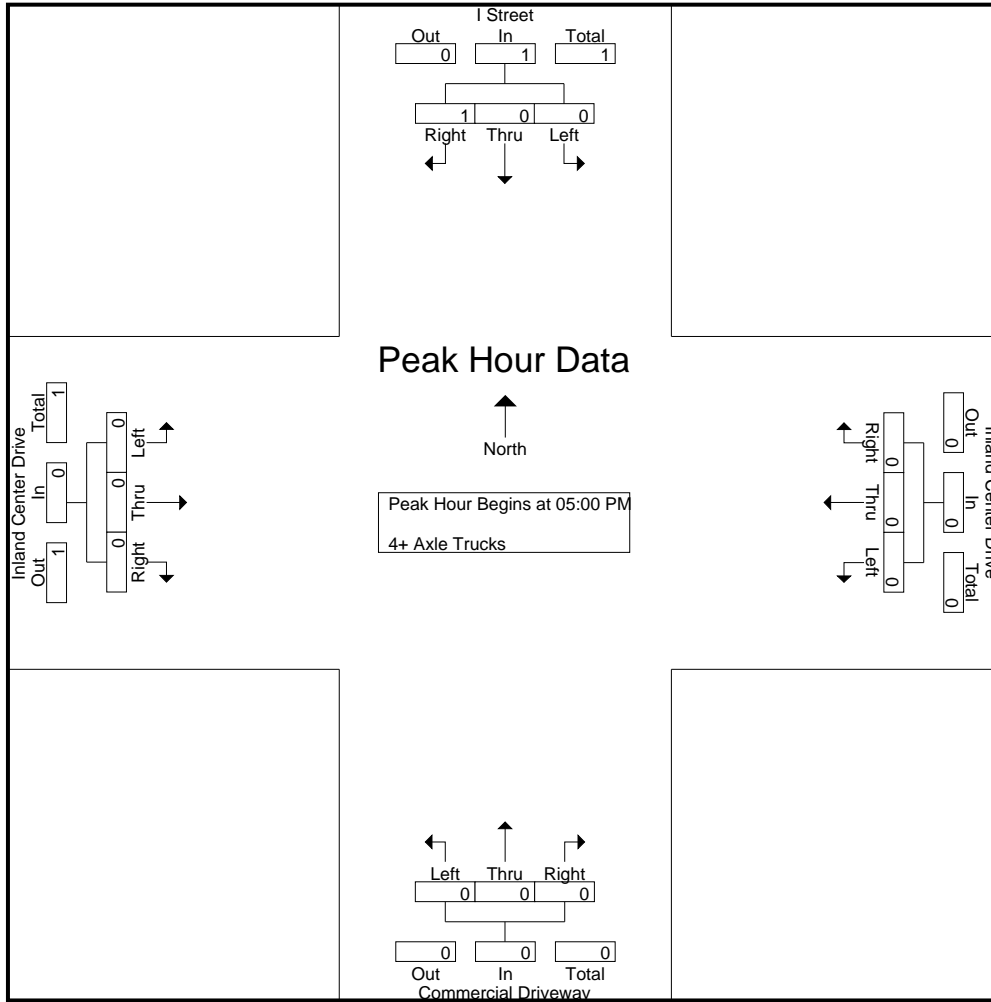 I Street
Out In Total
0 1 1
1 0 0
Right Thru Left
Peak Hour Data
North
Peak Hour Begins at 05:00 PM
4+ Axle Trucks
Inland Center Drive
Total In Out
1 0 1
0 0 0
Left Thru Right
Inland Center Drive
Out In Total
0 0 0
0 0 0
Right Thru Left
Left Thru Right
0 0 0
0 0 0
Out In Total
Commercial Driveway